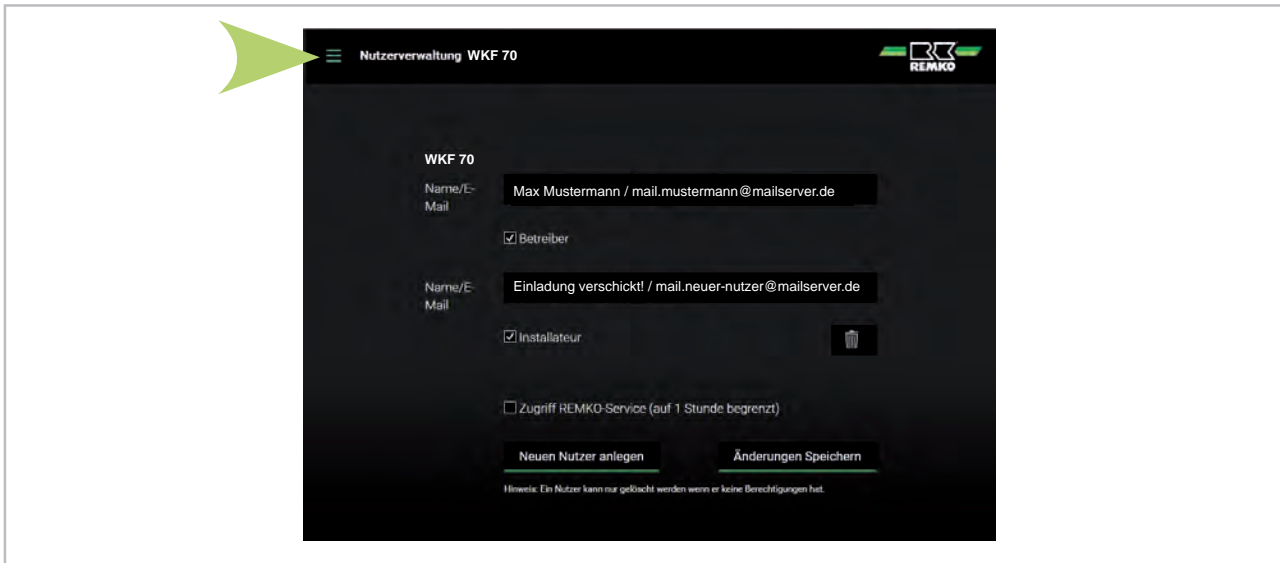 Nutzerverwaltung WKF 70
REMKO
WKF 70
Name/E-
Mail
Max Mustermann / mail.mustermann@mailserver.de
Betreiber
Name/E-
Mail
Einladung verschickt! / mail.neuer-nutzer@mailserver.de
Installateur
Zugriff REMKO-Service (auf 1 Stunde begrenzt)
Neuen Nutzer anlegen
Änderungen Speichern
Hinweis: Ein Nutzer kann nur gelöscht werden wenn er keine Berechtigungen hat.